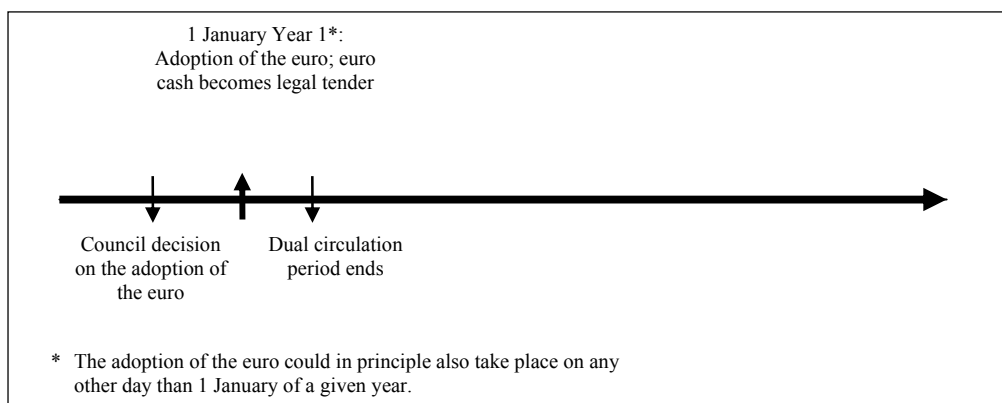 1 January Year 1*:
Adoption of the euro; euro
cash becomes legal tender
Council decision
on the adoption of
the euro
Dual circulation
period ends
* The adoption of the euro could in principle also take place on any
other day than 1 January of a given year.